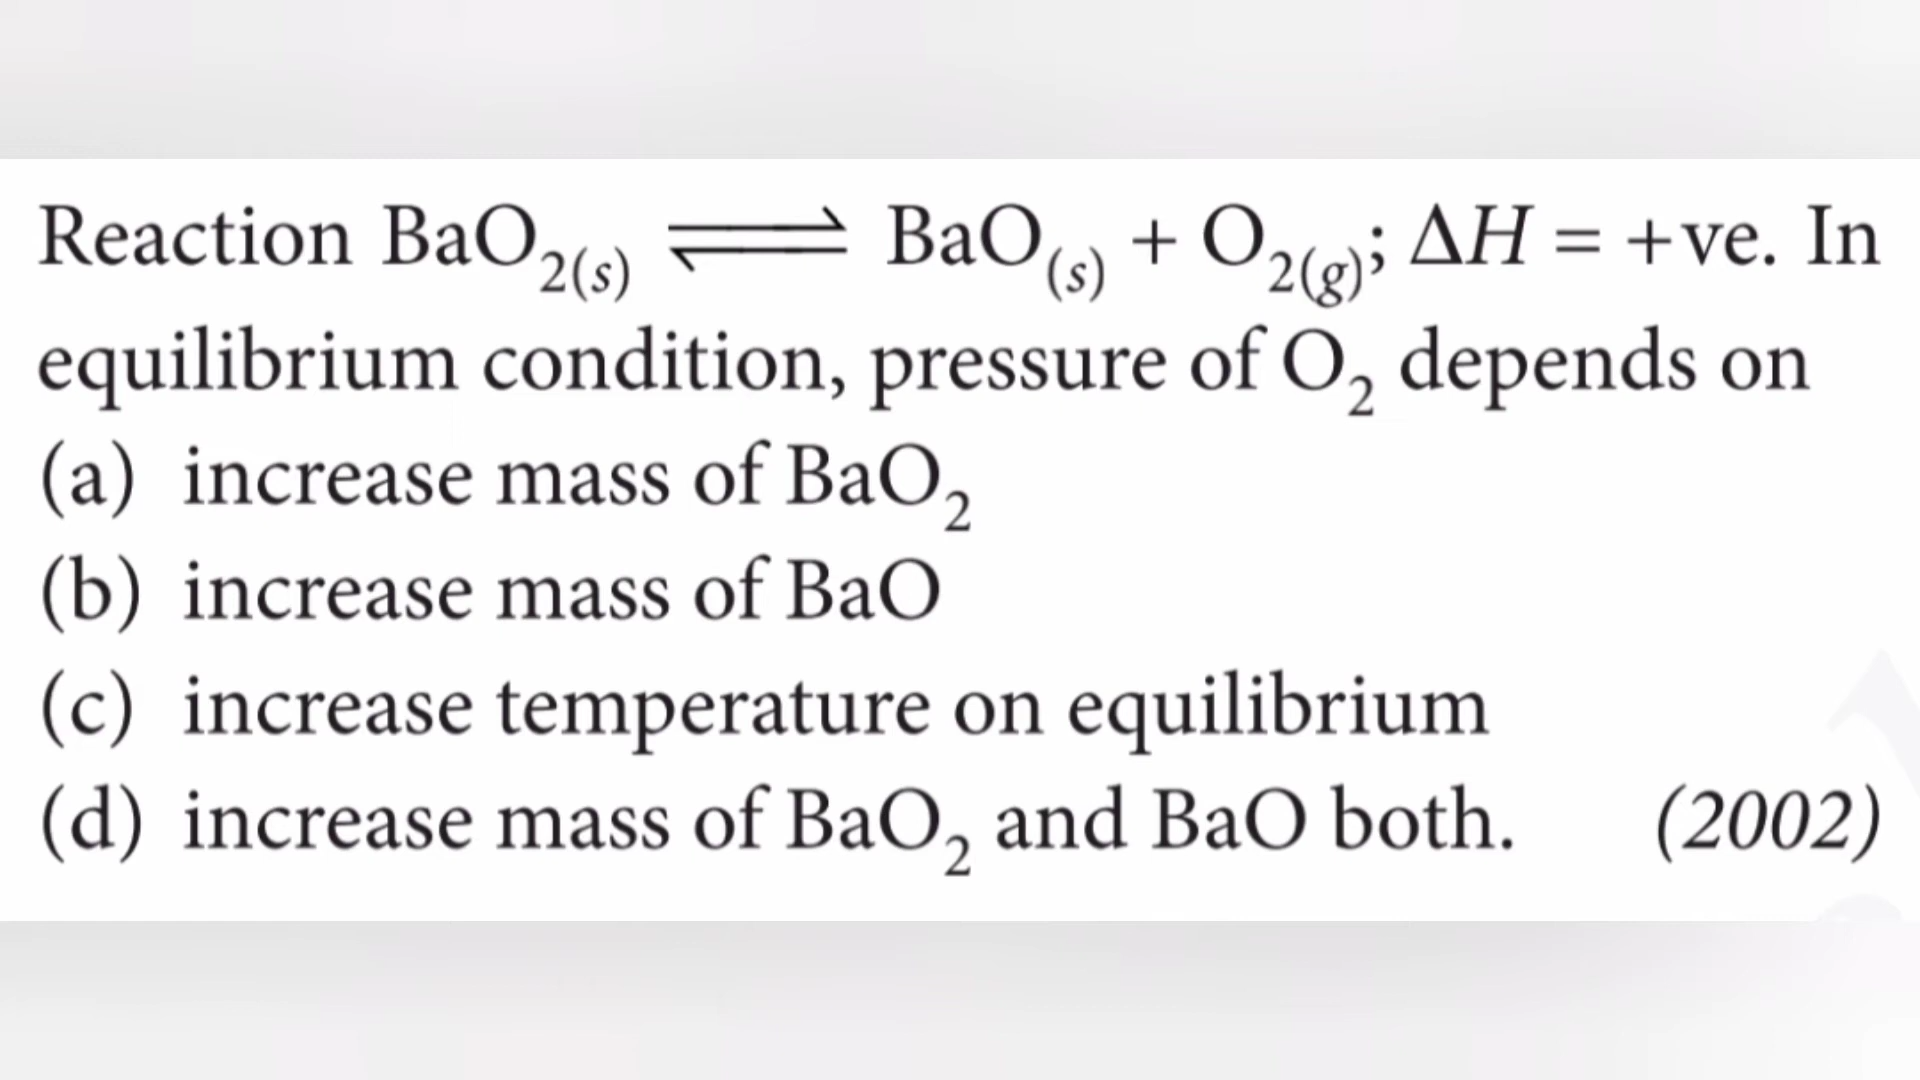 Reaction BaO₂₍ₛ₎ ⇌ BaO₍ₛ₎ + O₂(g); ΔH = +ve. In
equilibrium condition, pressure of O₂ depends on
(a) increase mass of BaO₂
(b) increase mass of BaO
(c) increase temperature on equilibrium
(d) increase mass of BaO₂ and BaO both. (2002)